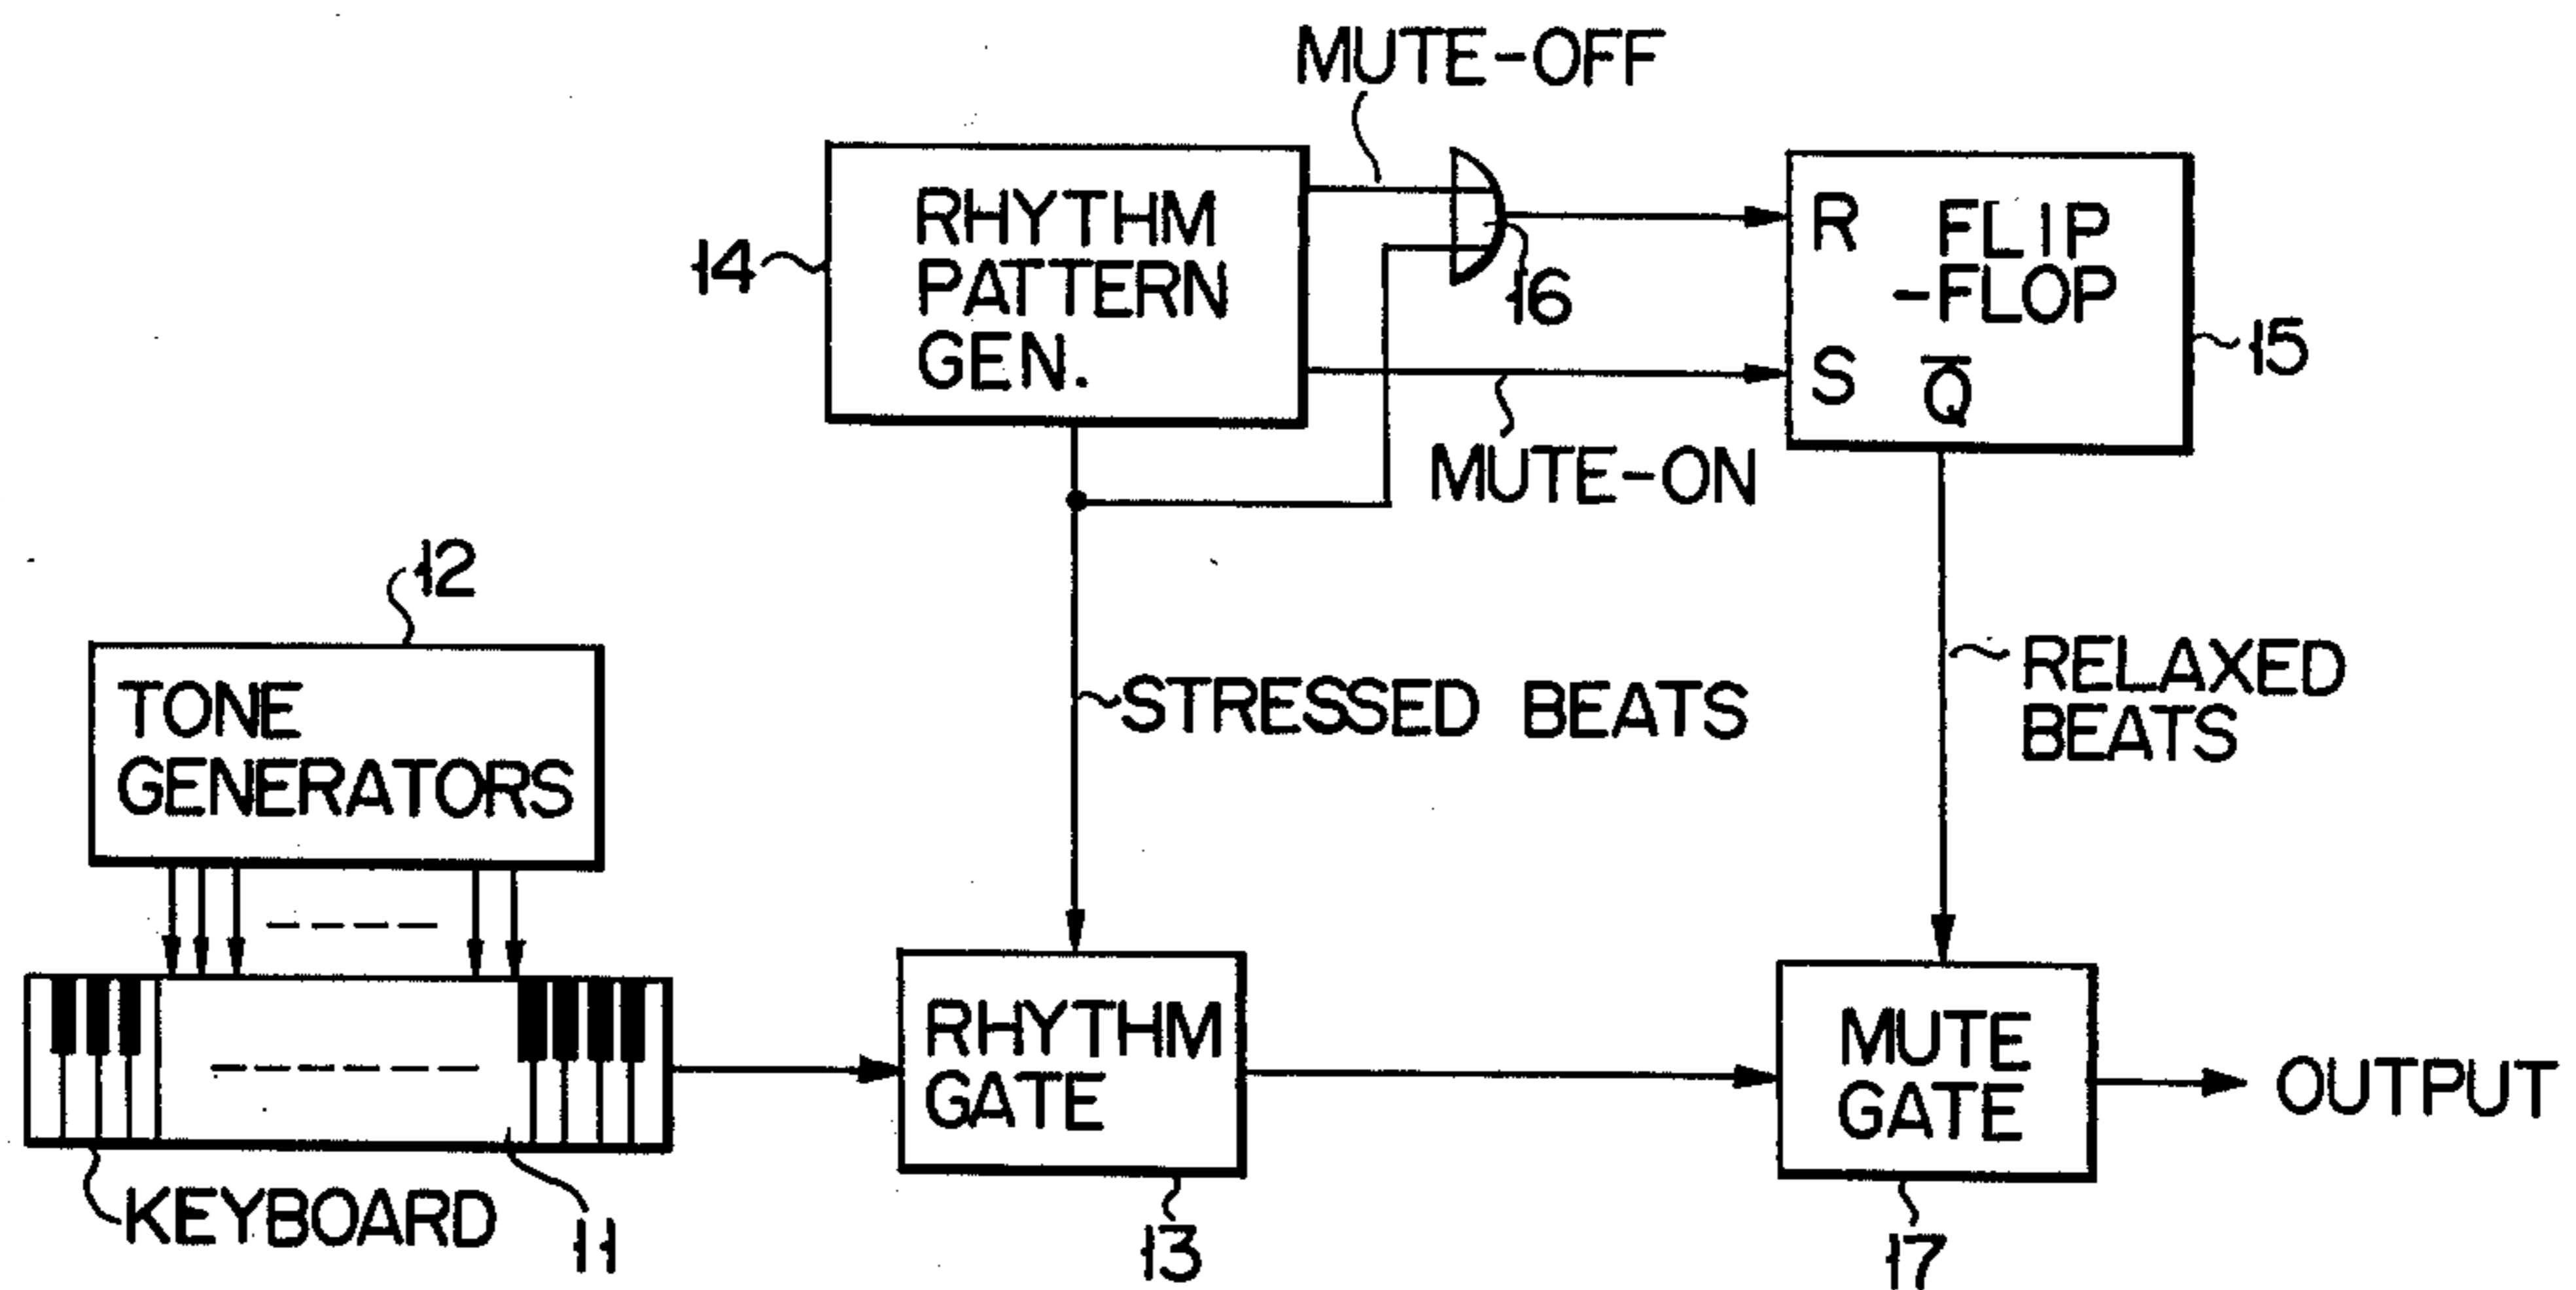 MUTE-OFF
RHYTHM
PATTERN
GEN.
14
16
R
FLIP
-FLOP
S
Q̅
15
MUTE-ON
12
TONE
GENERATORS
STRESSED BEATS
RELAXED
BEATS
RHYTHM
GATE
MUTE
GATE
OUTPUT
KEYBOARD
11
13
17